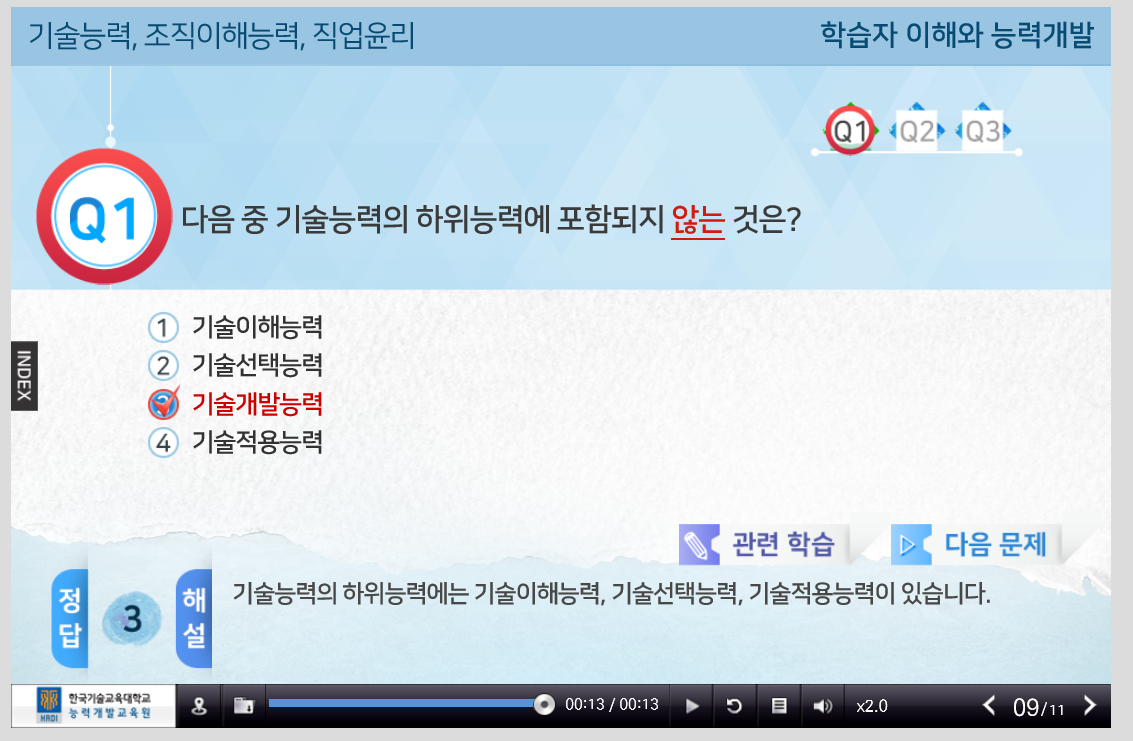 기술능력, 조직이해능력, 직업윤리
학습자 이해와 능력개발
Q1 Q2 Q3
Q1 다음 중 기술능력의 하위능력에 포함되지 않는 것은?
1 기술이해능력
2 기술선택능력
기술개발능력
4 기술적용능력
INDEX
관련 학습
다음 문제
정답
3
해설
기술능력의 하위능력에는 기술이해능력, 기술선택능력, 기술적용능력이 있습니다.
HRDI 한국기술교육대학교
능력개발교육원
00:13 / 00:13
x2.0
09/11